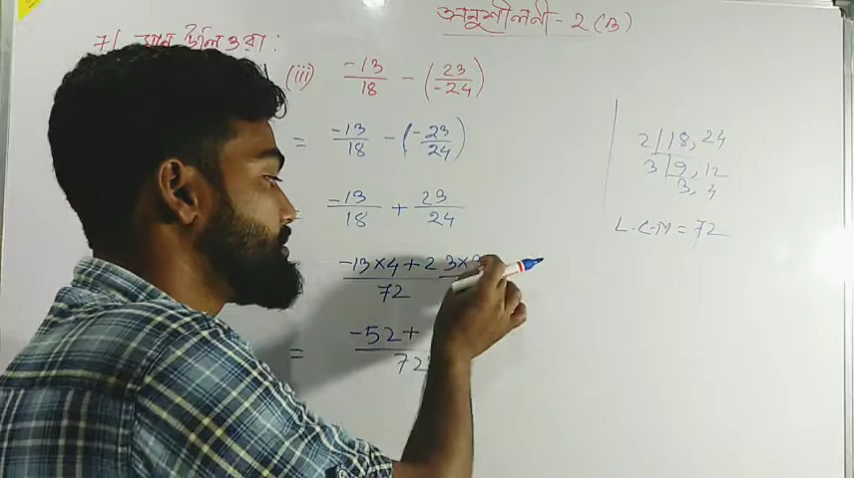 অনুশীলনী - 2 (B)
7|
(iii) -13/18 - (23/-24)
= -13/18 - (-23/24)
-13/18 + 23/24
-13×4+23×
72
= -52+
72
2 | 18, 24
3 | 9, 12
3, 4
L.C.M = 72